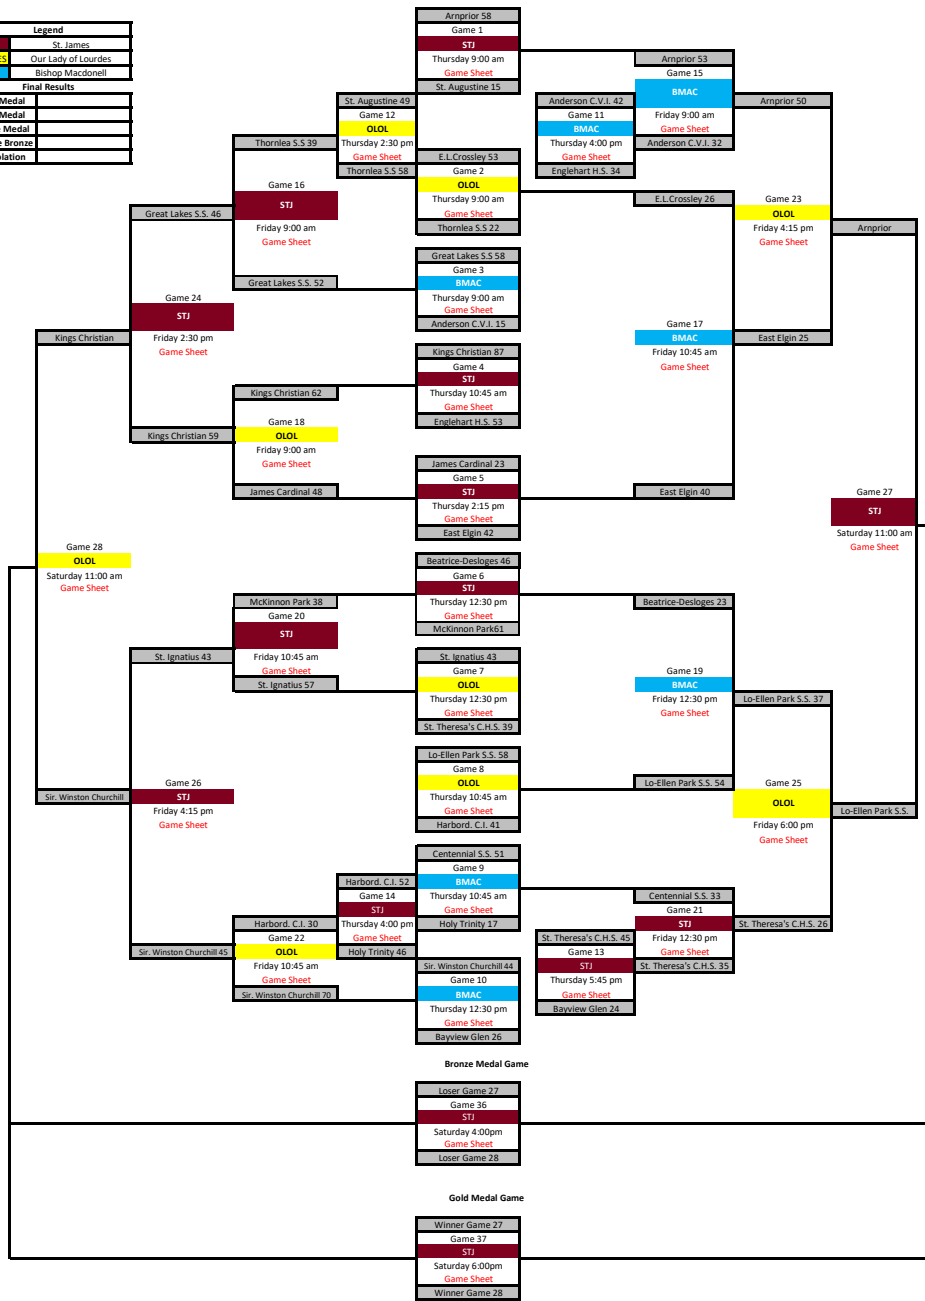 Legend
St. James
ES Our Lady of Lourdes
Bishop Macdonell
Final Results
Medal
Medal
Medal
Bronze
olation
Arnprior 58
Game 1
STJ
Thursday 9:00 am
Game Sheet
St. Augustine 15
St. Augustine 49
Game 12
OLOL
Thursday 2:30 pm
Game Sheet
Thornlea S.S 58
E.L.Crossley 53
Game 2
OLOL
Thursday 9:00 am
Game Sheet
Thornlea S.S 22
Arnprior 53
Game 15
BMAC
Friday 9:00 am
Game Sheet
Anderson C.V.I. 32
Anderson C.V.I. 42
Game 11
BMAC
Thursday 4:00 pm
Game Sheet
Englehart H.S. 34
Arnprior 50
Thornlea S.S 39
Game 16
STJ
Friday 9:00 am
Game Sheet
Great Lakes S.S. 52
E.L.Crossley 26
Game 23
OLOL
Friday 4:15 pm
Game Sheet
Arnprior
Great Lakes S.S. 46
Great Lakes S.S 58
Game 3
BMAC
Thursday 9:00 am
Game Sheet
Anderson C.V.I. 15
Game 24
STJ
Friday 2:30 pm
Game Sheet
Kings Christian
Game 17
BMAC
Friday 10:45 am
Game Sheet
East Elgin 25
Kings Christian 87
Game 4
STJ
Thursday 10:45 am
Game Sheet
Englehart H.S. 53
Kings Christian 62
Game 18
OLOL
Friday 9:00 am
Game Sheet
James Cardinal 48
Kings Christian 59
James Cardinal 23
Game 5
STJ
Thursday 2:15 pm
Game Sheet
East Elgin 42
East Elgin 40
Game 27
STJ
Saturday 11:00 am
Game Sheet
Game 28
OLOL
Saturday 11:00 am
Game Sheet
Beatrice-Desloges 46
Game 6
STJ
Thursday 12:30 pm
Game Sheet
McKinnon Park61
McKinnon Park 38
Game 20
STJ
Friday 10:45 am
Game Sheet
St. Ignatius 57
Beatrice-Desloges 23
St. Ignatius 43
St. Ignatius 43
Game 7
OLOL
Thursday 12:30 pm
Game Sheet
St. Theresa's C.H.S. 39
Game 19
BMAC
Friday 12:30 pm
Game Sheet
Lo-Ellen Park S.S. 37
Lo-Ellen Park S.S. 58
Game 8
OLOL
Thursday 10:45 am
Game Sheet
Harbord. C.I. 41
Lo-Ellen Park S.S. 54
Game 25
OLOL
Friday 6:00 pm
Game Sheet
Lo-Ellen Park S.S.
Game 26
STJ
Friday 4:15 pm
Game Sheet
Sir. Winston Churchill
Centennial S.S. 51
Game 9
BMAC
Thursday 10:45 am
Game Sheet
Holy Trinity 17
Harbord. C.I. 52
Game 14
STJ
Thursday 4:00 pm
Game Sheet
Holy Trinity 46
Harbord. C.I. 30
Game 22
OLOL
Friday 10:45 am
Game Sheet
Sir. Winston Churchill 70
Sir. Winston Churchill 45
Centennial S.S. 33
Game 21
STJ
Friday 12:30 pm
Game Sheet
St. Theresa's C.H.S. 35
St. Theresa's C.H.S. 26
St. Theresa's C.H.S. 45
Game 13
STJ
Thursday 5:45 pm
Game Sheet
Bayview Glen 24
Sir. Winston Churchill 44
Game 10
BMAC
Thursday 12:30 pm
Game Sheet
Bayview Glen 26
Bronze Medal Game
Loser Game 27
Game 36
STJ
Saturday 4:00pm
Game Sheet
Loser Game 28
Gold Medal Game
Winner Game 27
Game 37
STJ
Saturday 6:00pm
Game Sheet
Winner Game 28